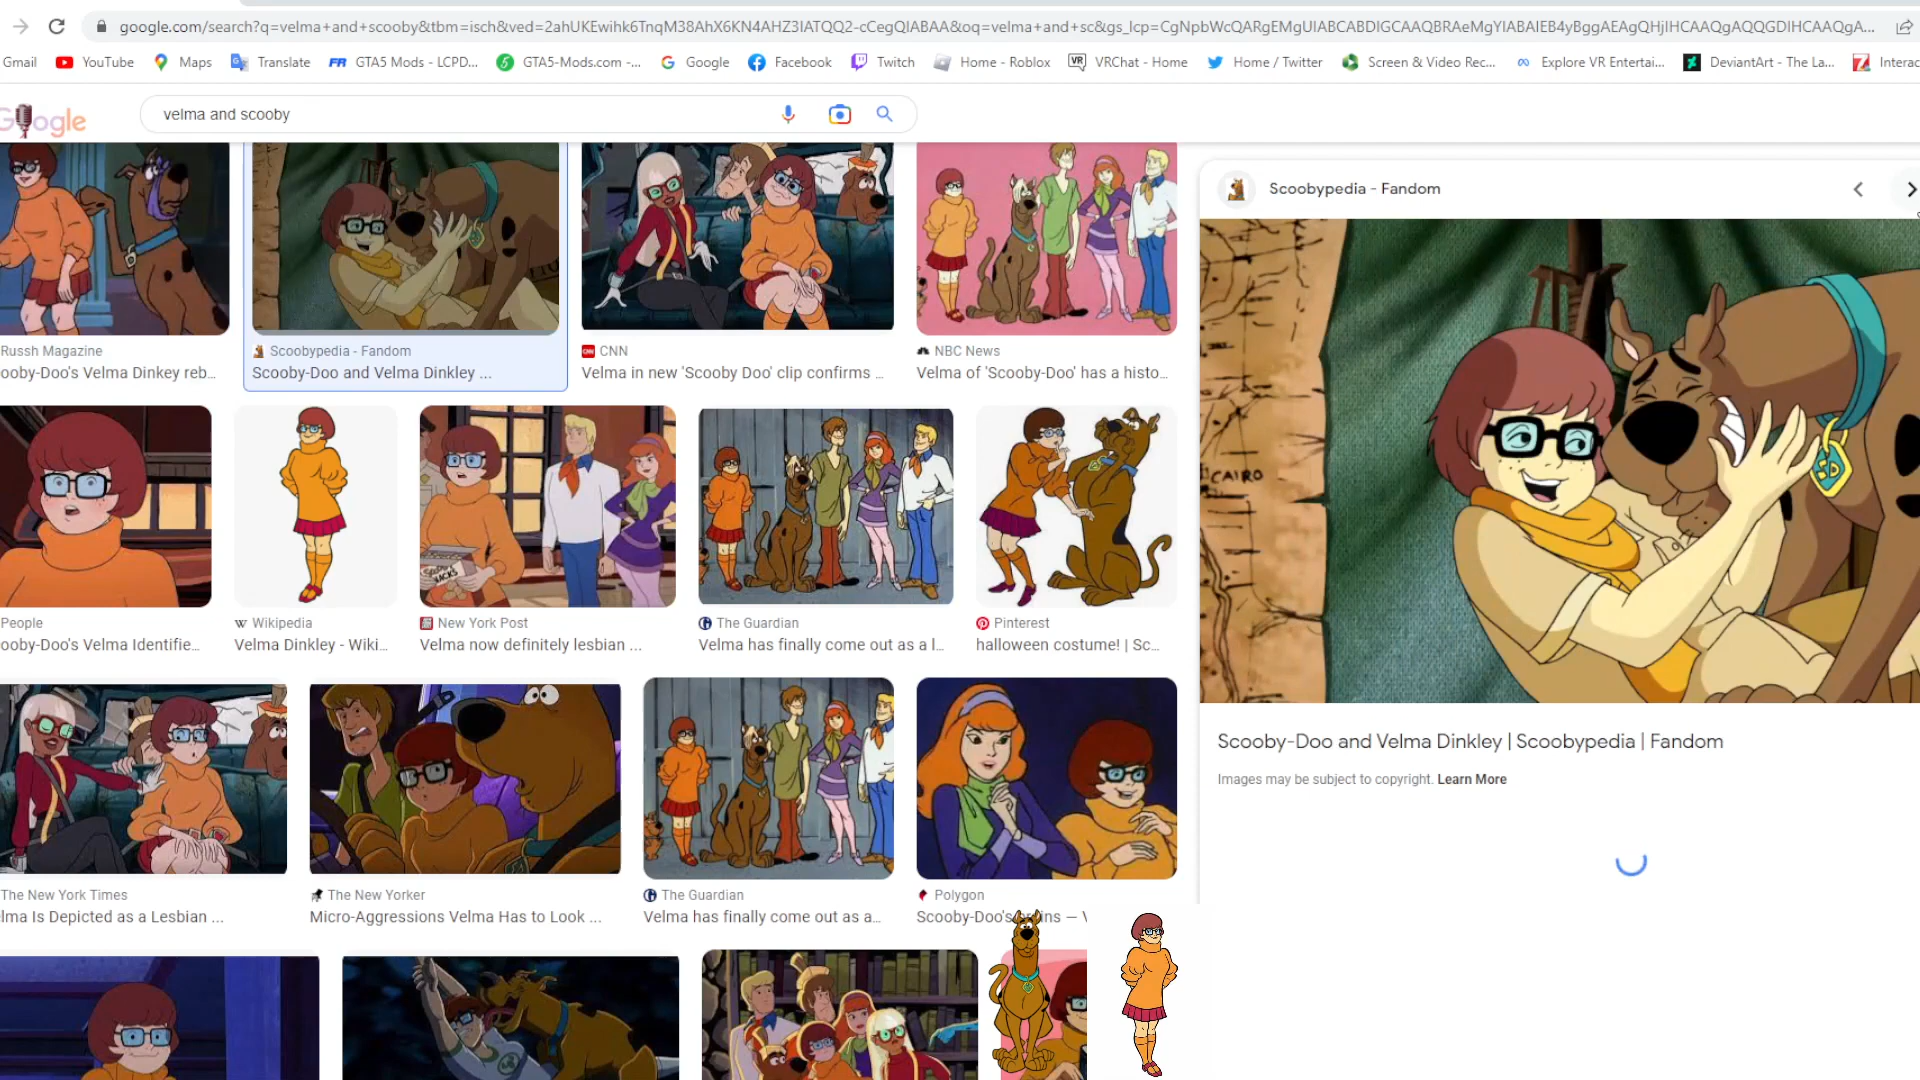 google.com/search?q=velma+and+scooby&tbm=isch&ved=2ahUKEwihk6TnqM38AhX6KN4AHZ3IATQQ2-cCegQIABAA&oq=velma+and+sc&gs_lcp=CgNpbWcQARgEMgUIABCABDIGCAAQBRAeMgYIABAIEB4yBggAEAgQHjIHCAAQgAQQGDIHCAAQgA...
Gmail YouTube Maps Translate GTA5 Mods - LCPD... GTA5-Mods.com -... Google Facebook Twitch Home - Roblox VRChat - Home Home / Twitter Screen & Video Rec... Explore VR Entertai... DeviantArt - The La... Interac
Google
velma and scooby
Russh Magazine
ooby-Doo's Velma Dinkey reb...
Scoobypedia - Fandom
Scooby-Doo and Velma Dinkley ...
CNN
Velma in new 'Scooby Doo' clip confirms ...
NBC News
Velma of 'Scooby-Doo' has a histo...
People
ooby-Doo's Velma Identifie...
Wikipedia
Velma Dinkley - Wiki...
SNACKS
New York Post
Velma now definitely lesbian ...
The Guardian
Velma has finally come out as a l...
Pinterest
halloween costume! | Sc...
The New York Times
lma Is Depicted as a Lesbian ...
The New Yorker
Micro-Aggressions Velma Has to Look ...
The Guardian
Velma has finally come out as a...
Polygon
Scooby-Doo's
Scoobypedia - Fandom
CAIRO
SD
Scooby-Doo and Velma Dinkley | Scoobypedia | Fandom
Images may be subject to copyright. Learn More